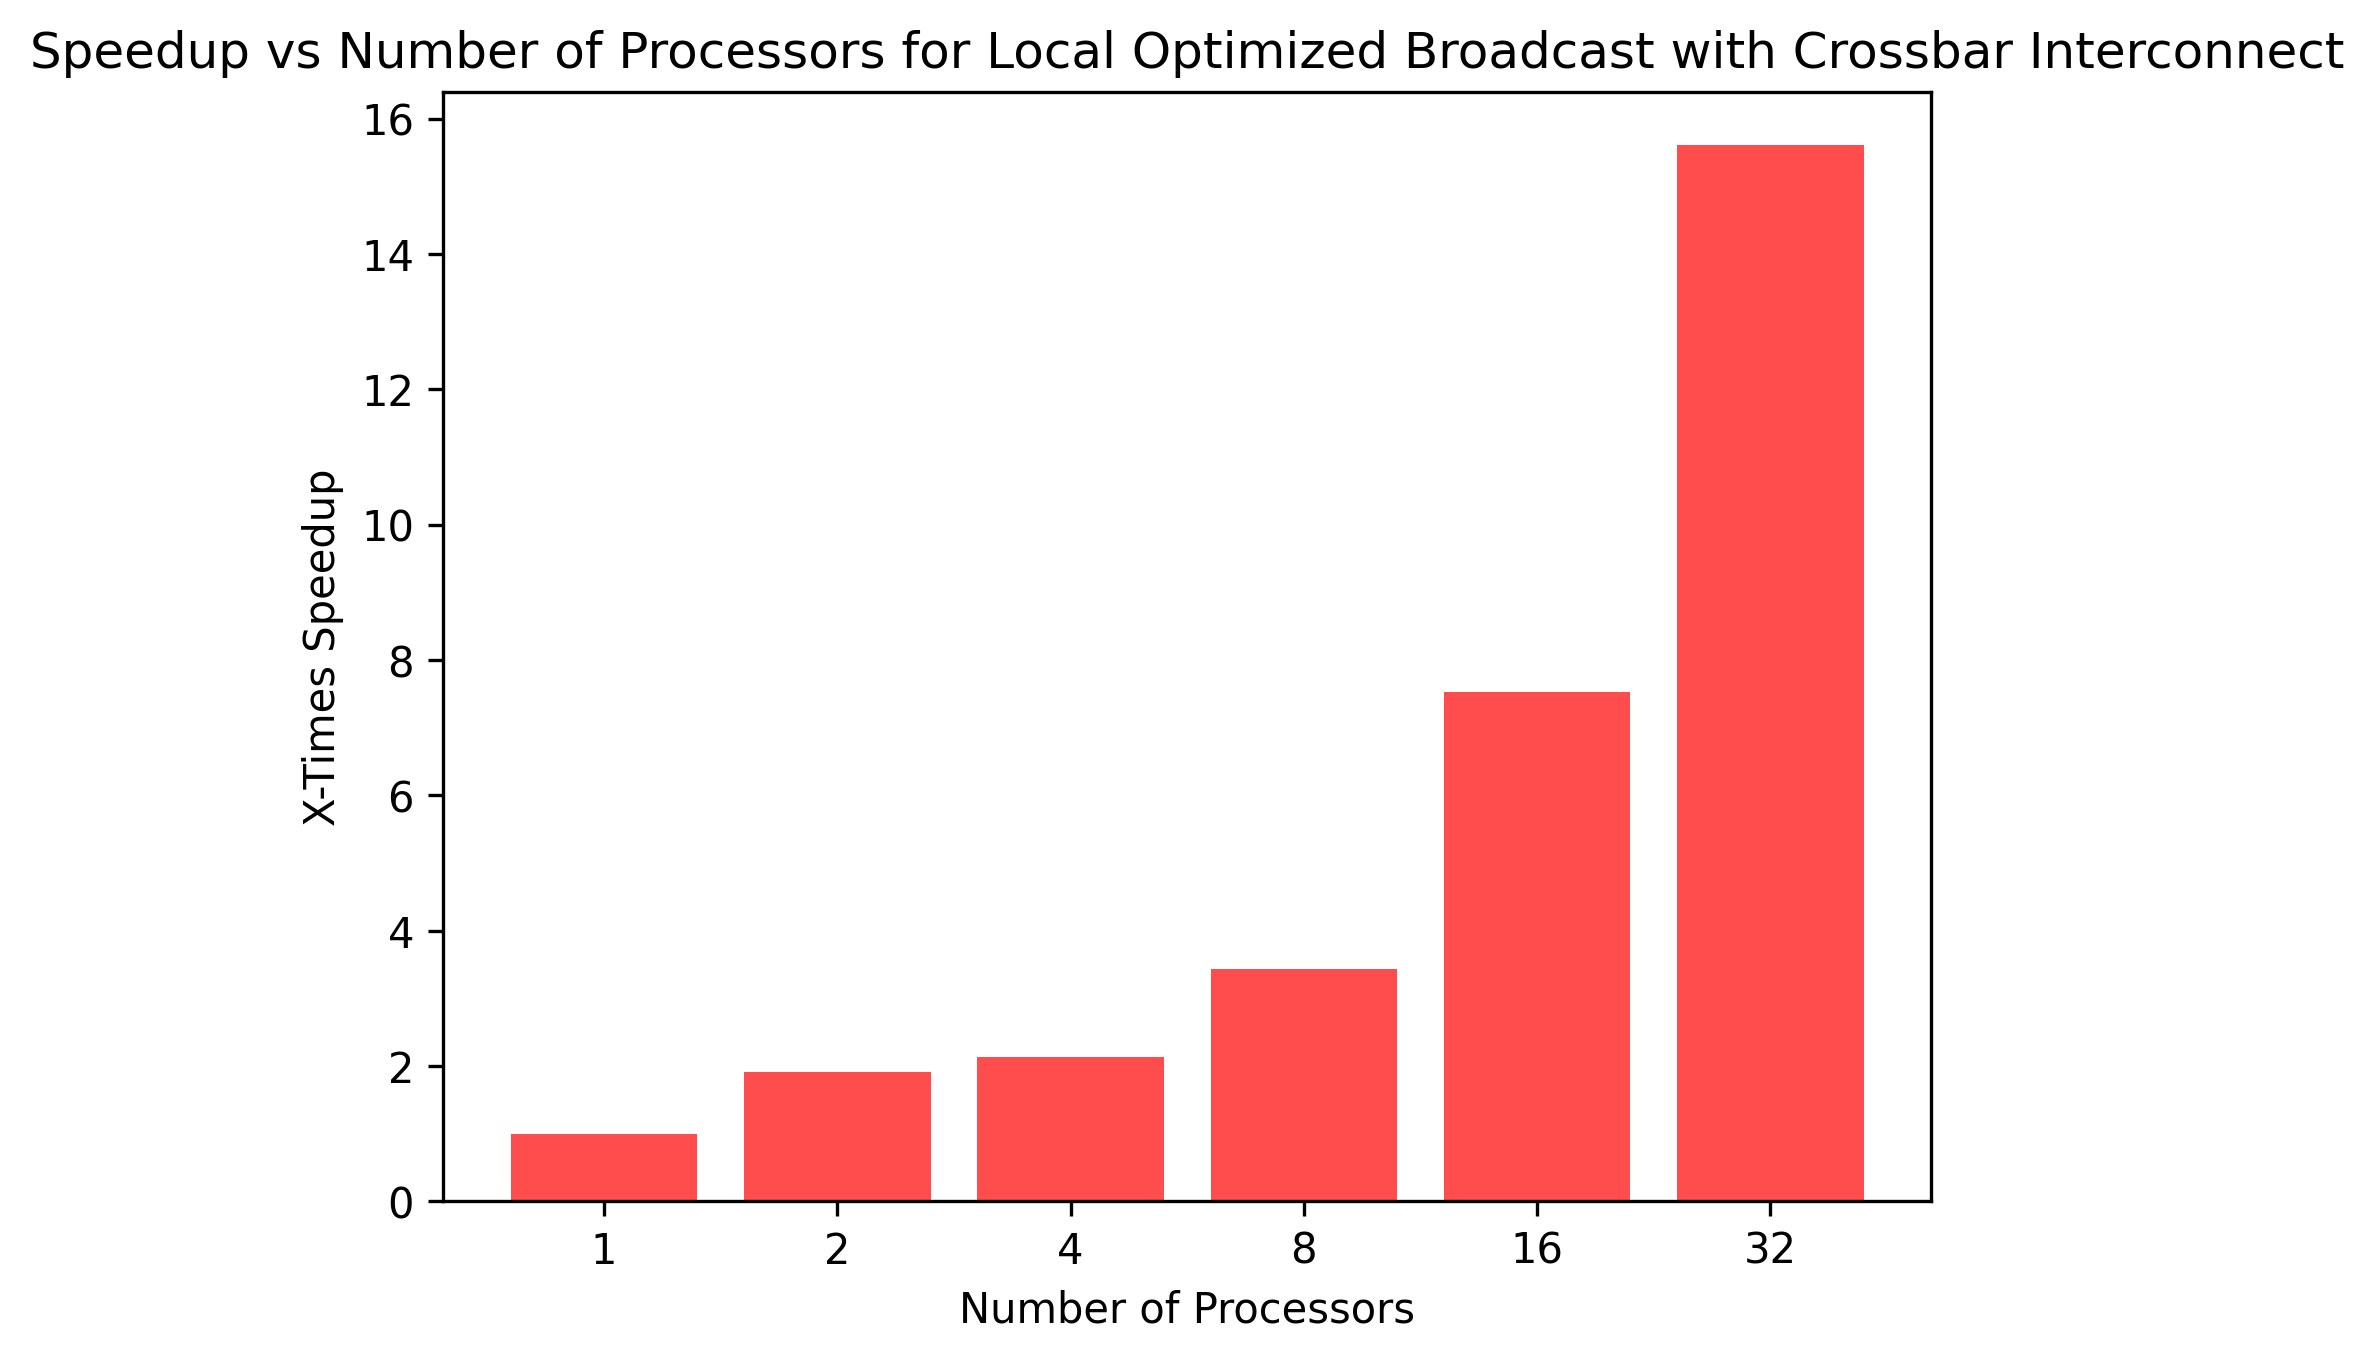 Speedup vs Number of Processors for Local Optimized Broadcast with Crossbar Interconnect
16
14
12
10
8
6
4
2
0
X-Times Speedup
1 2 4 8 16 32
Number of Processors